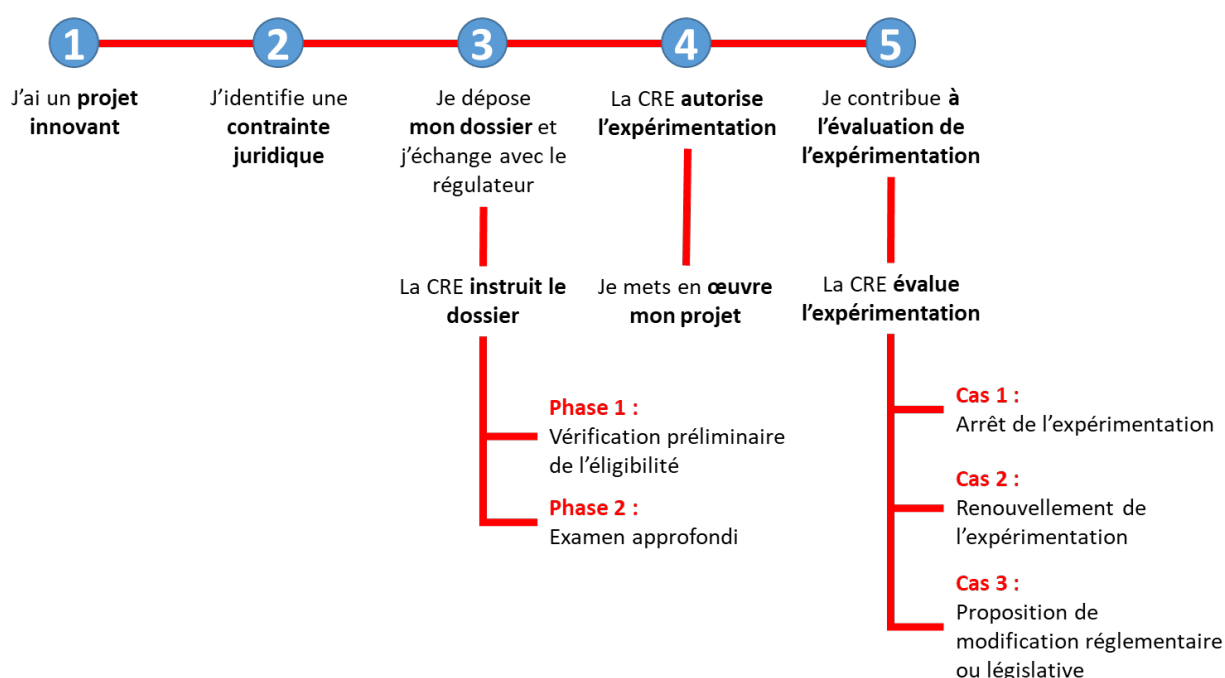 1
J’ai un projet
innovant
2
J’identifie une
contrainte
juridique
3
Je dépose
mon dossier et
j’échange avec le
régulateur
La CRE instruit le
dossier
Phase 1 :
Vérification préliminaire
de l’éligibilité
Phase 2 :
Examen approfondi
4
La CRE autorise
l’expérimentation
Je mets en œuvre
mon projet
5
Je contribue à
l’évaluation de
l’expérimentation
La CRE évalue
l’expérimentation
Cas 1 :
Arrêt de l’expérimentation
Cas 2 :
Renouvellement de
l’expérimentation
Cas 3 :
Proposition de
modification réglementaire
ou législative